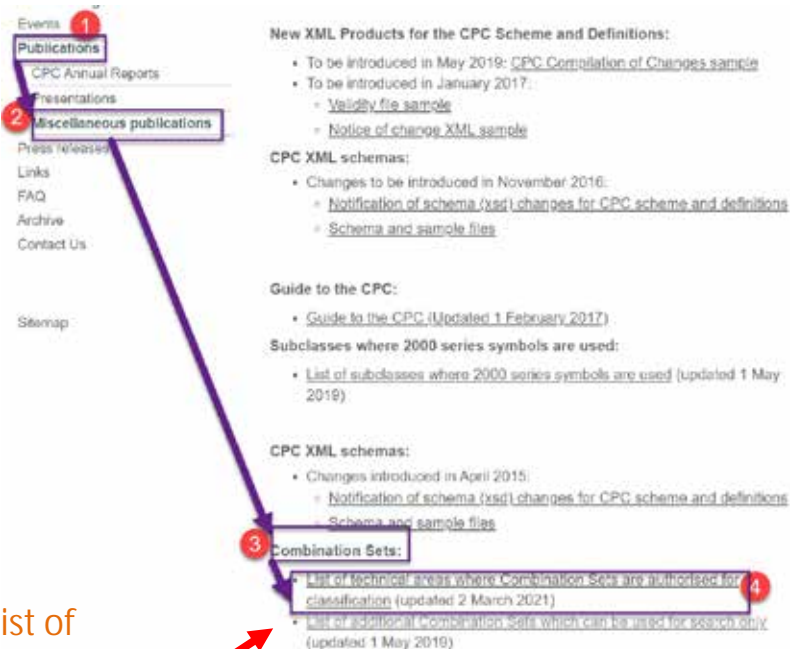 Events
1
Publications
CPC Annual Reports
Presentations
2
Miscellaneous publications
Press releases
Links
FAQ
Archive
Contact Us
Sitemap
New XML Products for the CPC Scheme and Definitions:
• To be introduced in May 2019: CPC Compilation of Changes sample
• To be introduced in January 2017:
◦ Validity file sample
◦ Notice of change XML sample
CPC XML schemas:
• Changes to be introduced in November 2016:
◦ Notification of schema (xsd) changes for CPC scheme and definitions
◦ Schema and sample files
Guide to the CPC:
• Guide to the CPC (Updated 1 February 2017)
Subclasses where 2000 series symbols are used:
• List of subclasses where 2000 series symbols are used (updated 1 May
2019)
CPC XML schemas:
• Changes introduced in April 2015:
◦ Notification of schema (xsd) changes for CPC scheme and definitions
◦ Schema and sample files
3
Combination Sets:
• List of technical areas where Combination Sets are authorised for
4
classification (updated 2 March 2021)
• List of additional Combination Sets which can be used for search only
(updated 1 May 2019)
ist of